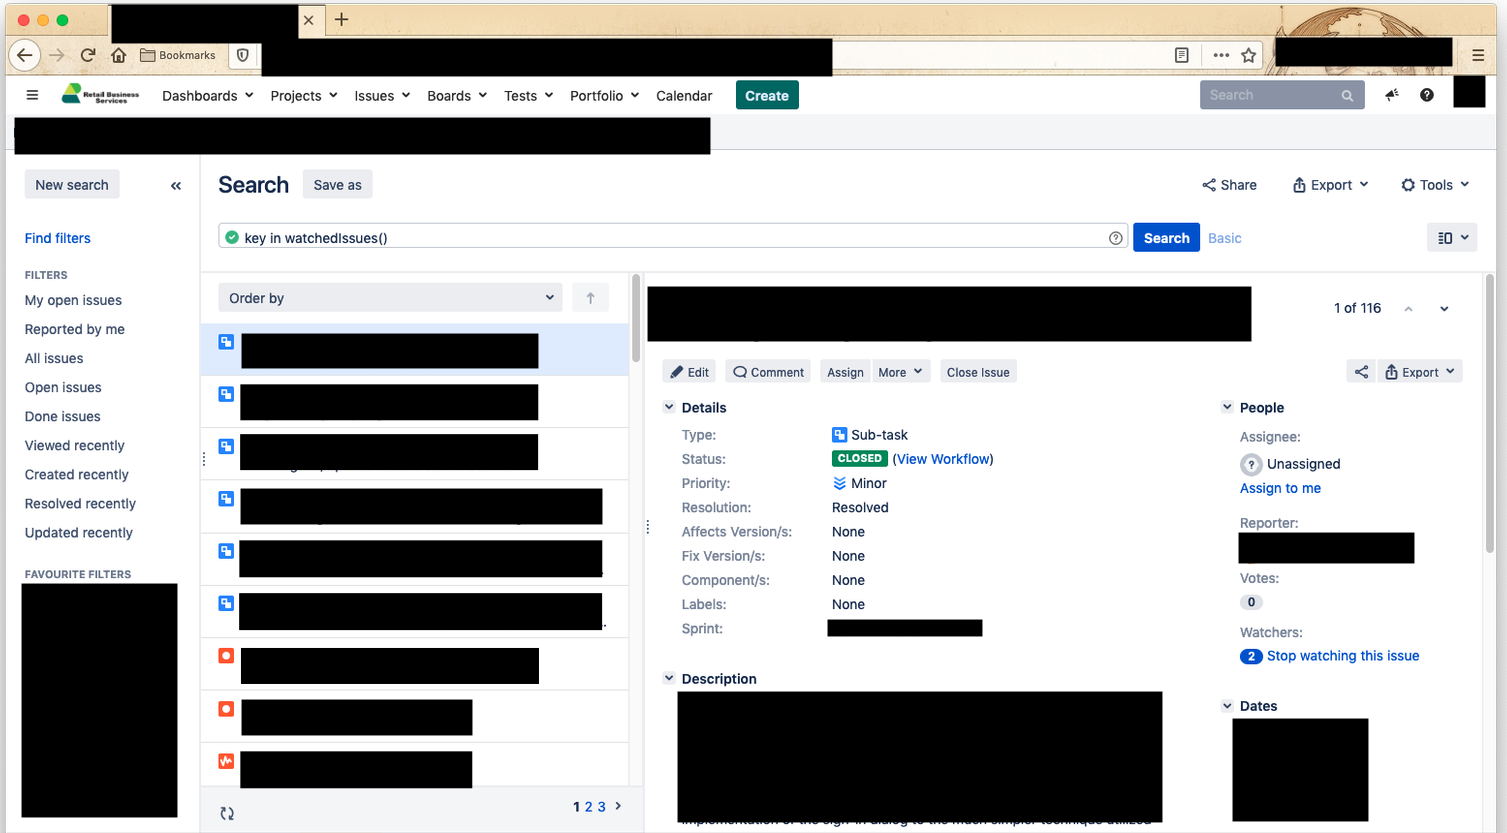 Bookmarks
Retail Business
Services
Dashboards Projects Issues Boards Tests Portfolio Calendar Create Search
New search
Search Save as Share Export Tools
key in watchedIssues() Search Basic
Find filters
FILTERS
My open issues
Reported by me
All issues
Open issues
Done issues
Viewed recently
Created recently
Resolved recently
Updated recently
FAVOURITE FILTERS
Order by
1 2 3
1 of 116
Edit Comment Assign More Close Issue Export
Details
Type: Sub-task
Status: CLOSED (View Workflow)
Priority: Minor
Resolution: Resolved
Affects Version/s: None
Fix Version/s: None
Component/s: None
Labels: None
Sprint:
Description
People
Assignee:
Unassigned
Assign to me
Reporter:
Votes:
0
Watchers:
2 Stop watching this issue
Dates